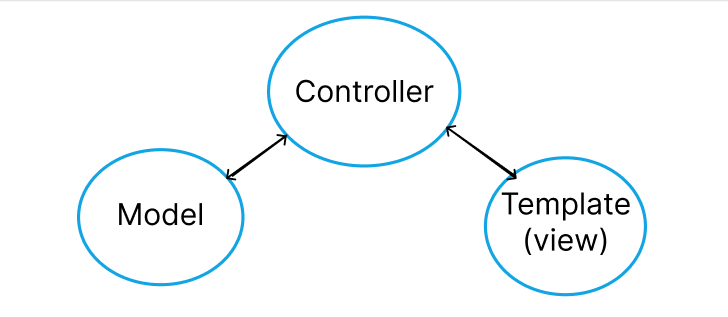 Controller
Model
Template
(view)